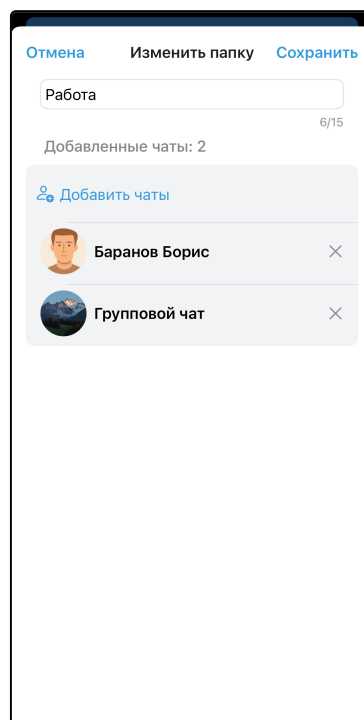 Отмена Изменить папку Сохранить
Работа
6/15
Добавленные чаты: 2
Добавить чаты
Баранов Борис
Групповой чат